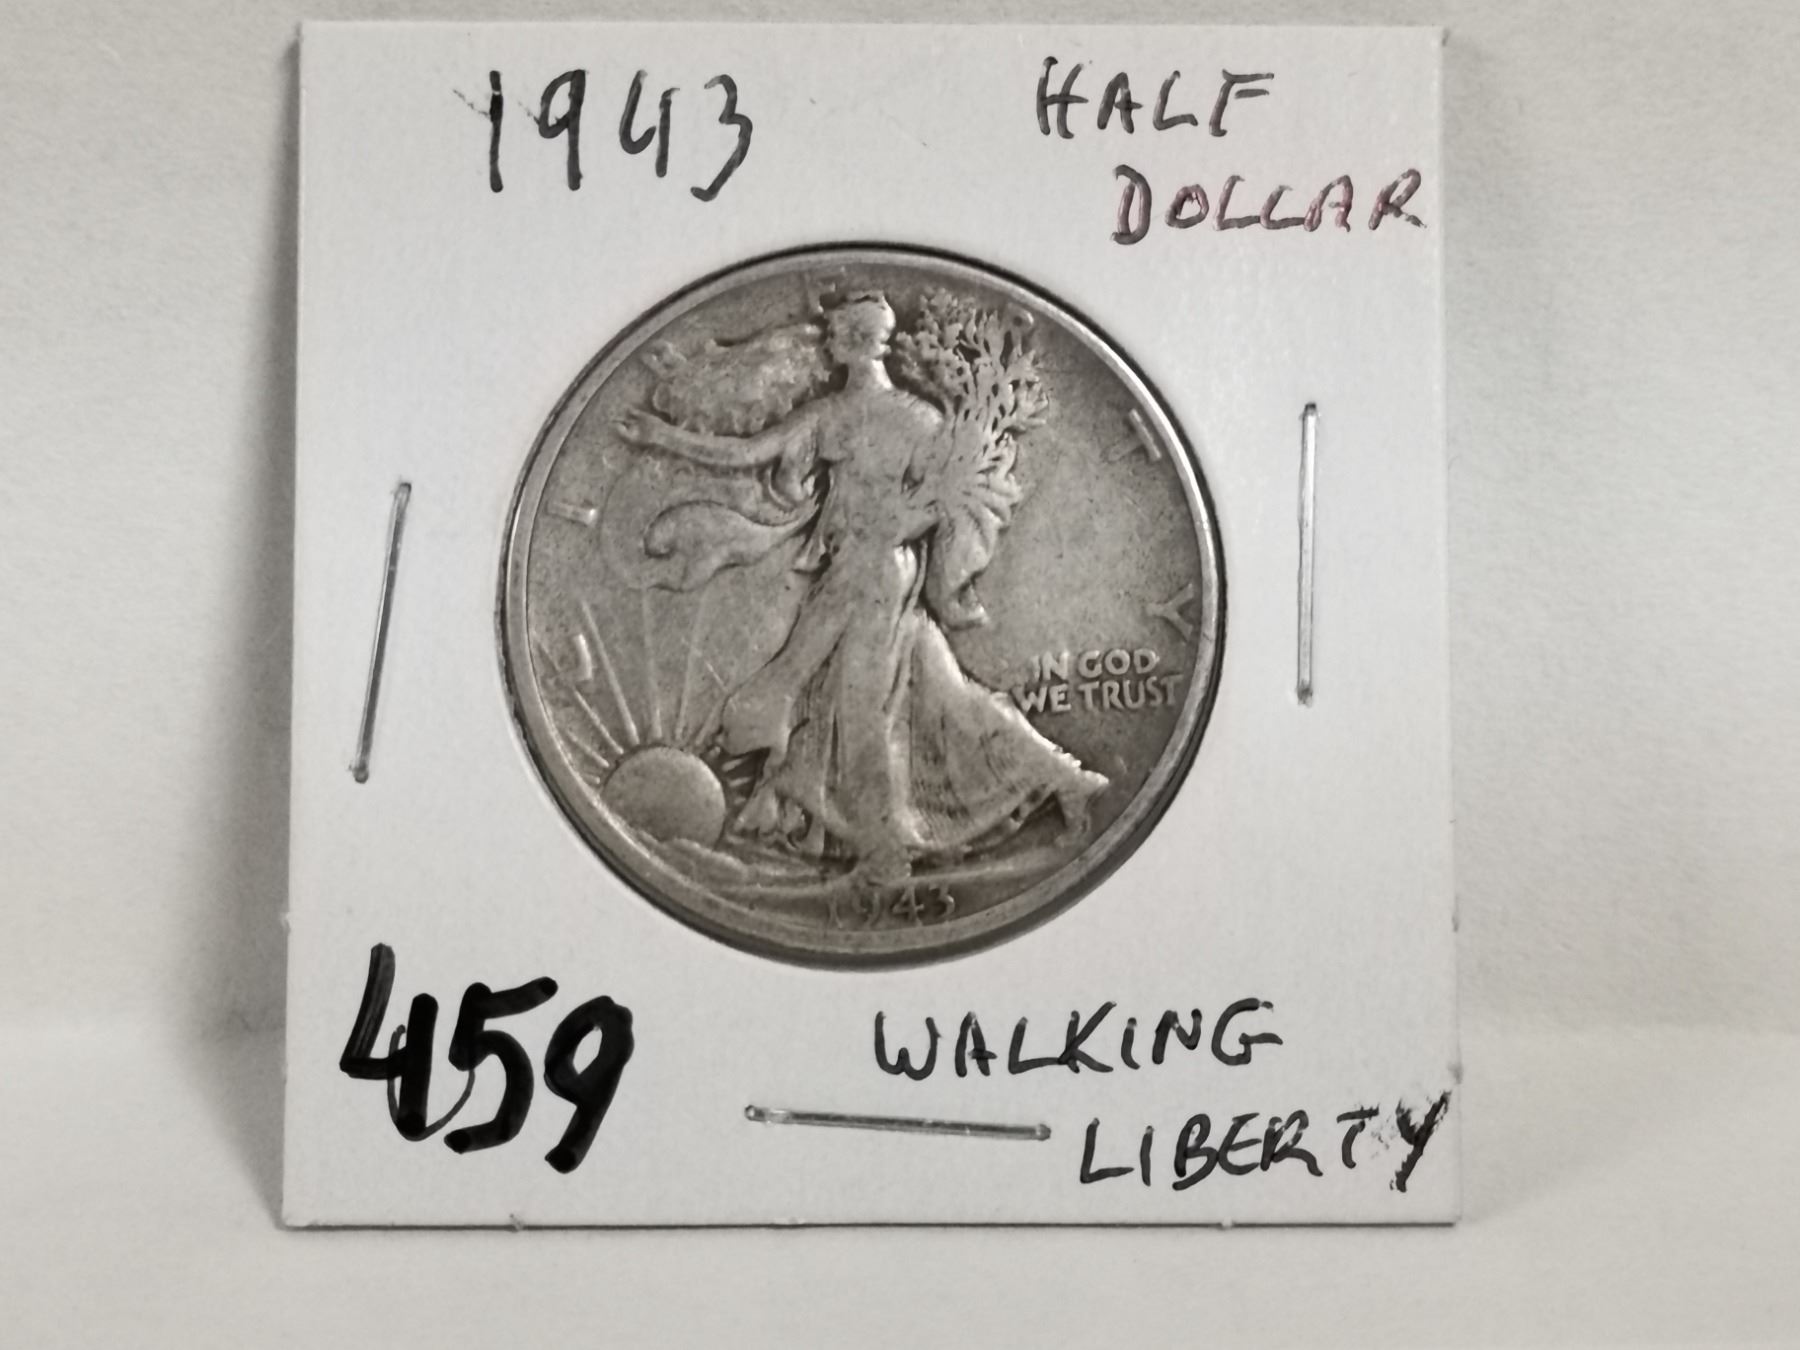 1943
HALF
DOLLAR
LIBERTY
IN GOD
WE TRUST
1943
459
WALKING
LIBERTY